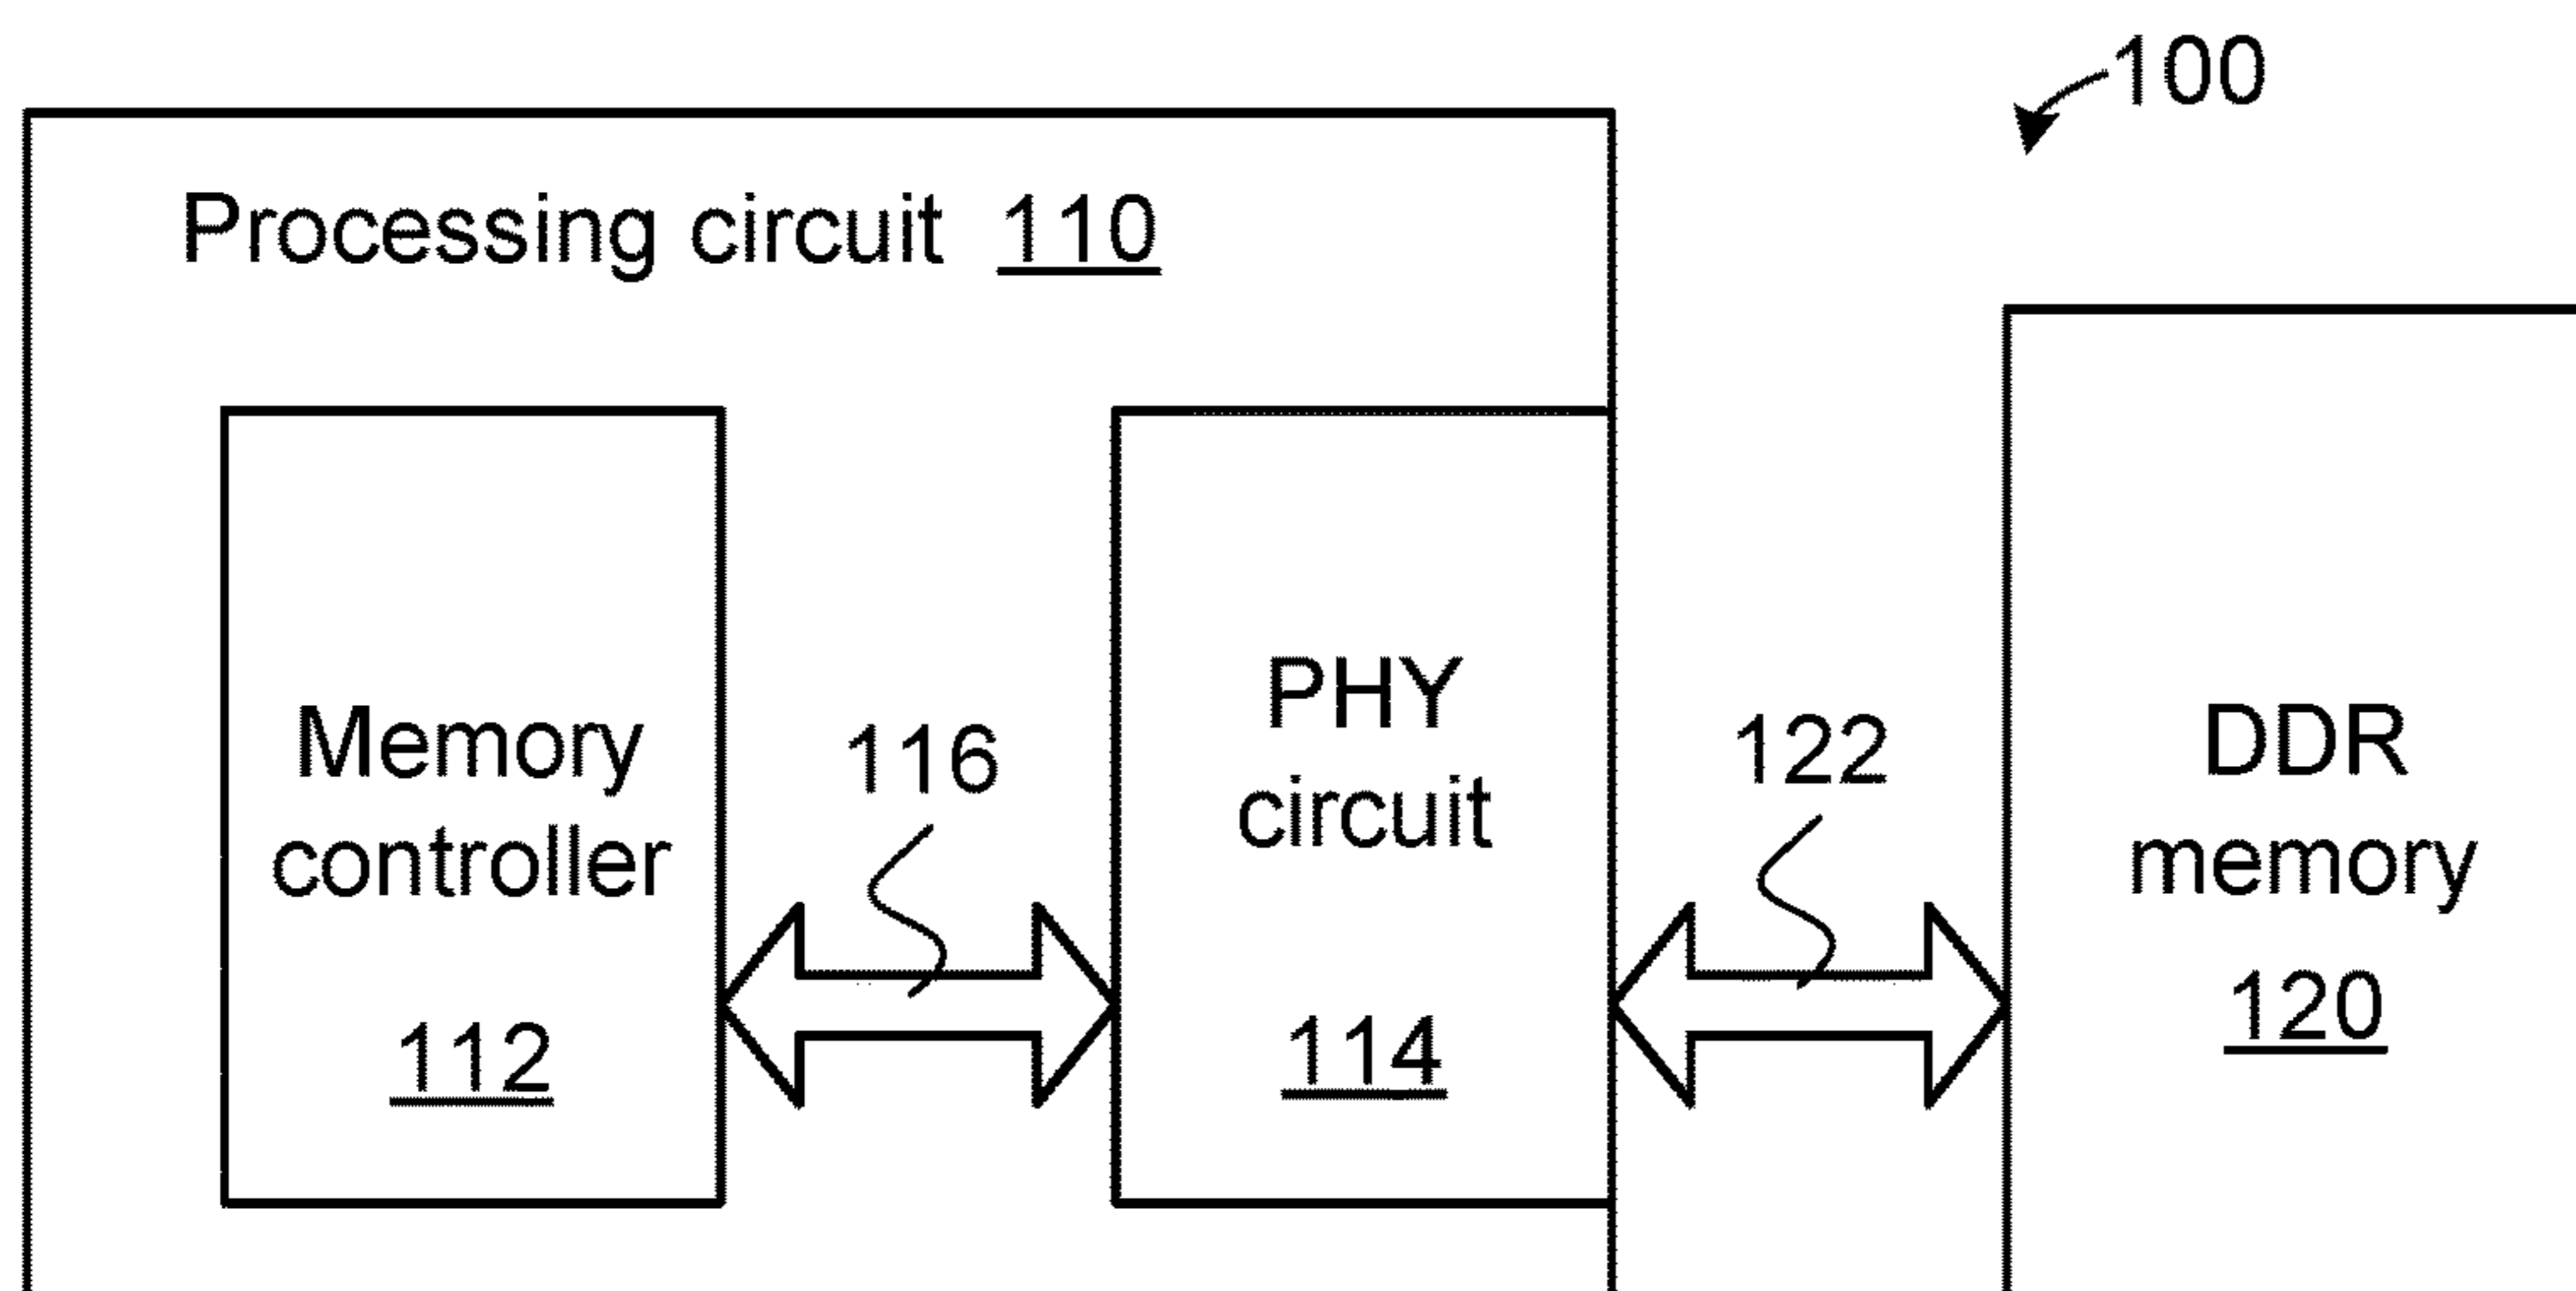 100
Processing circuit 110
Memory
controller
112
116
PHY
circuit
114
122
DDR
memory
120